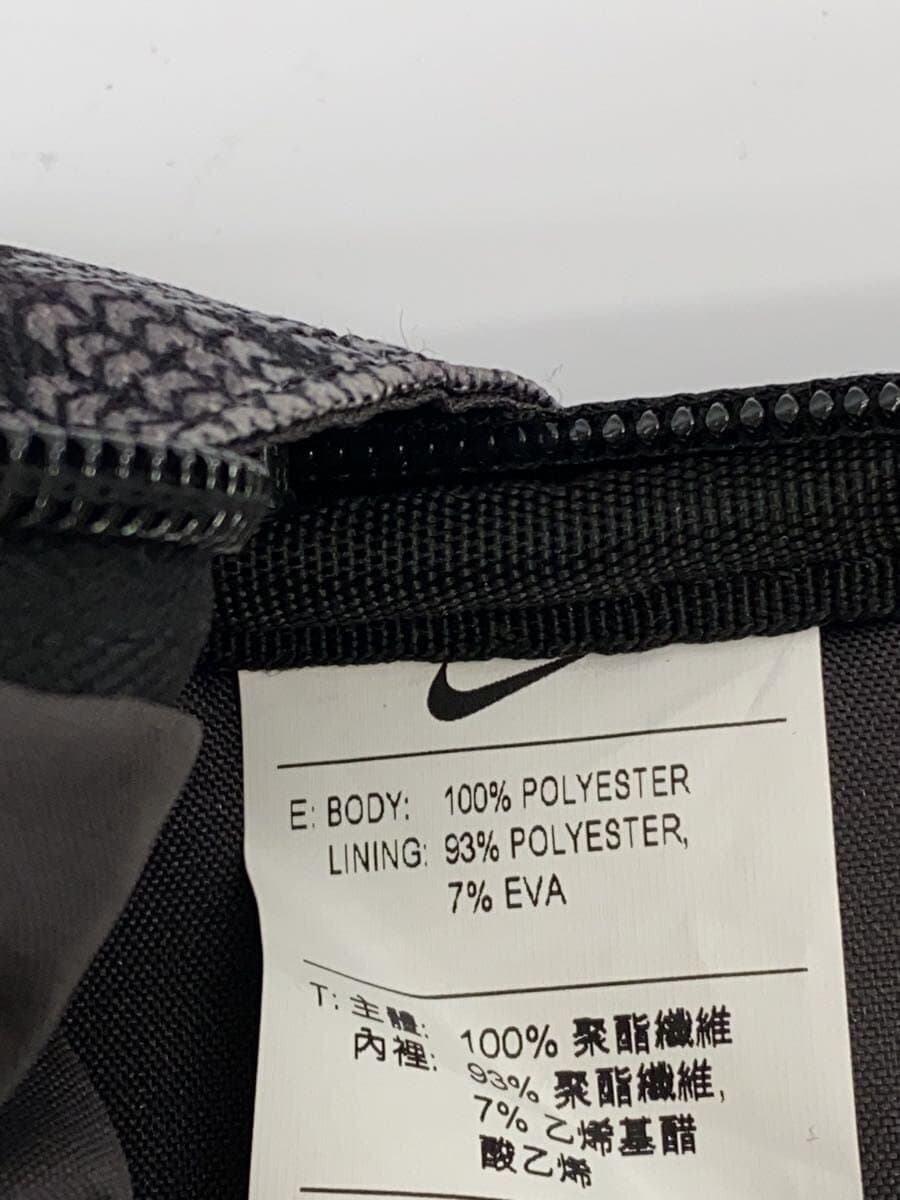 E: BODY: 100% POLYESTER
LINING: 93% POLYESTER,
7% EVA
T: 主體: 100% 聚酯纖維
內裡: 93% 聚酯纖維,
7% 乙烯基醋
酸乙烯